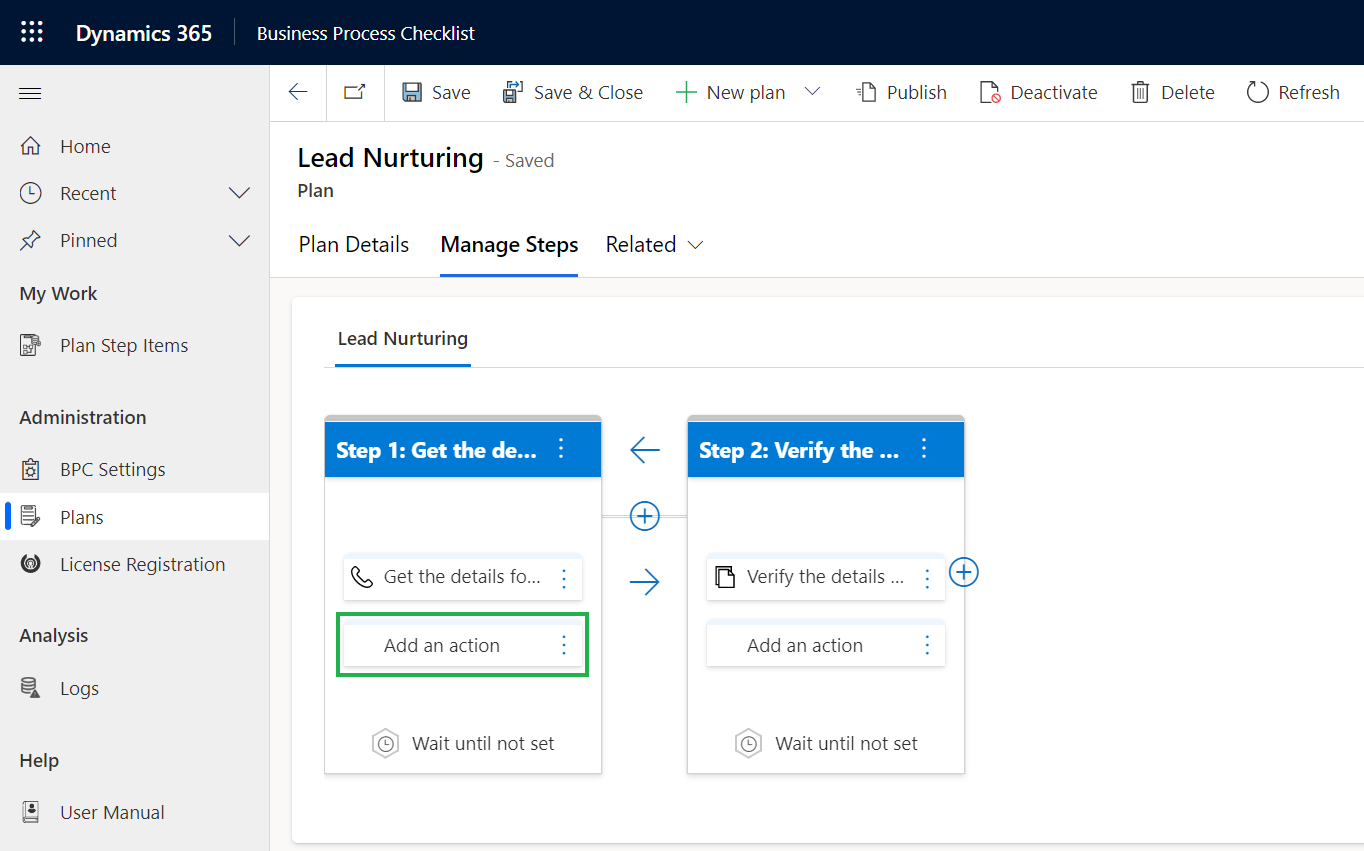 Dynamics 365
Business Process Checklist
Save
Save & Close
New plan
Publish
Deactivate
Delete
Refresh
Home
Recent
Pinned
My Work
Plan Step Items
Administration
BPC Settings
Plans
License Registration
Analysis
Logs
Help
User Manual
Lead Nurturing - Saved
Plan
Plan Details
Manage Steps
Related
Lead Nurturing
Step 1: Get the de...
Get the details fo...
Add an action
Wait until not set
Step 2: Verify the ...
Verify the details ...
Add an action
Wait until not set